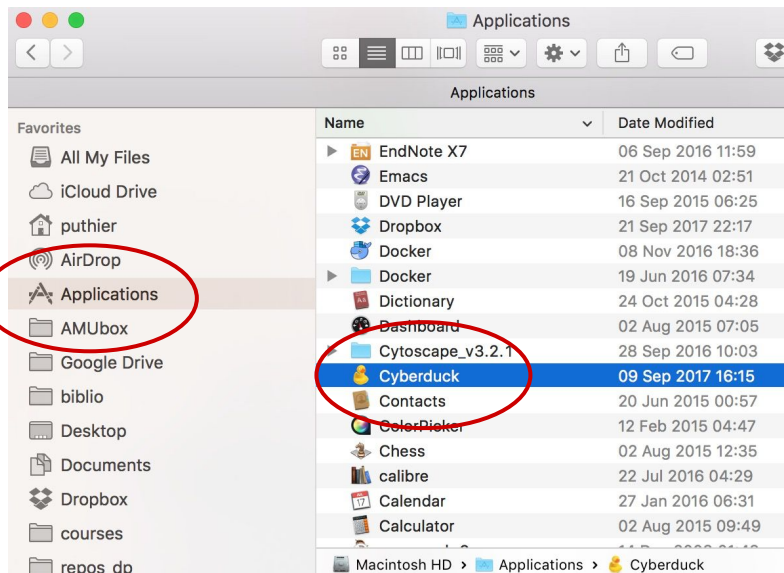 Applications
Applications
Favorites
All My Files
iCloud Drive
puthier
AirDrop
Applications
AMUbox
Google Drive
biblio
Desktop
Documents
Dropbox
courses
repos_dp
Name Date Modified
EndNote X7 06 Sep 2016 11:59
Emacs 21 Oct 2014 02:51
DVD Player 16 Sep 2015 06:25
Dropbox 21 Sep 2017 22:17
Docker 08 Nov 2016 18:36
Docker 19 Jun 2016 07:34
Dictionary 24 Oct 2015 04:28
Dashboard 02 Aug 2015 07:05
Cytoscape_v3.2.1 28 Sep 2016 10:03
Cyberduck 09 Sep 2017 16:15
Contacts 20 Jun 2015 00:57
ColorPicker 12 Feb 2015 04:47
Chess 02 Aug 2015 12:35
calibre 22 Jul 2016 04:29
Calendar 27 Jan 2016 06:31
Calculator 02 Aug 2015 09:49
Macintosh HD › Applications › Cyberduck